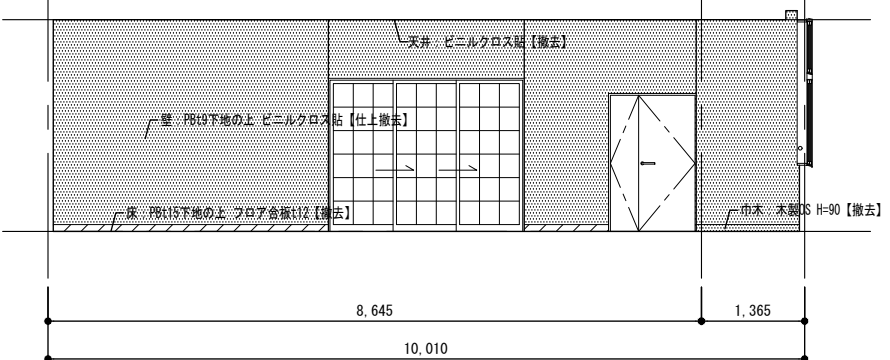 天井：ビニルクロス貼【撤去】
壁：PBt9下地の上 ビニルクロス貼【仕上撤去】
床：PBt15下地の上 フロア合板t12【撤去】
巾木：木製OS H=90【撤去】
8,645
1,365
10,010